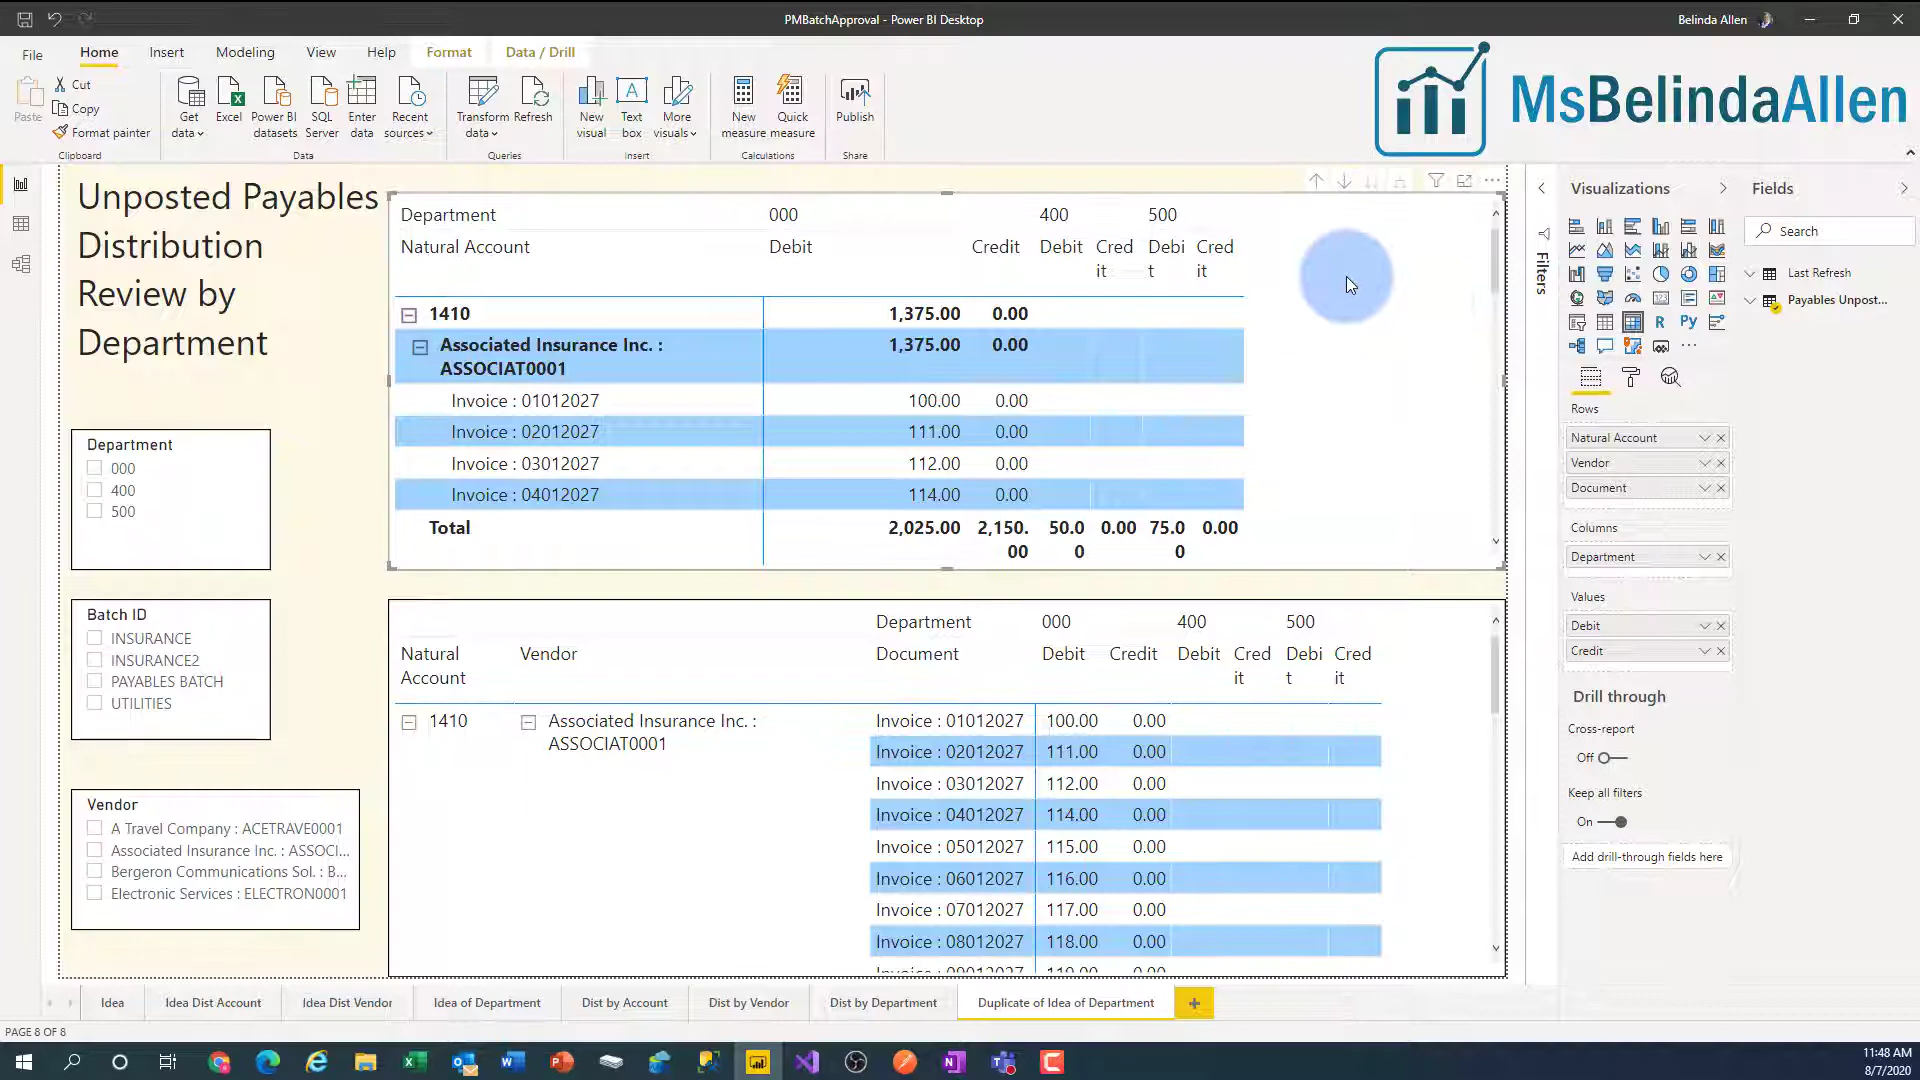 PMBatchApproval - Power BI Desktop
Belinda Allen
File
Home
Insert
Modeling
View
Help
Format
Data / Drill
Paste
Cut
Copy
Format painter
Clipboard
Get data
Excel
Power BI datasets
SQL Server
Enter data
Recent sources
Data
Transform data
Refresh
Queries
New visual
Text box
More visuals
Insert
New measure
Quick measure
Calculations
Publish
Share
MsBelindaAllen
Unposted Payables
Distribution
Review by
Department
Department
000
400
500
Batch ID
INSURANCE
INSURANCE2
PAYABLES BATCH
UTILITIES
Vendor
A Travel Company : ACETRAVE0001
Associated Insurance Inc. : ASSOCI...
Bergeron Communications Sol. : B...
Electronic Services : ELECTRON0001
Department 000 400 500
Natural Account Debit Credit Debit Cred Debi Cred
it t it
1410 1,375.00 0.00
Associated Insurance Inc. : 1,375.00 0.00
ASSOCIAT0001
Invoice : 01012027 100.00 0.00
Invoice : 02012027 111.00 0.00
Invoice : 03012027 112.00 0.00
Invoice : 04012027 114.00 0.00
Total 2,025.00 2,150. 50.0 0.00 75.0 0.00
00 0 0
Department 000 400 500
Natural Vendor Document Debit Credit Debit Cred Debi Cred
Account it t it
1410 Associated Insurance Inc. : Invoice : 01012027 100.00 0.00
ASSOCIAT0001
Invoice : 02012027 111.00 0.00
Invoice : 03012027 112.00 0.00
Invoice : 04012027 114.00 0.00
Invoice : 05012027 115.00 0.00
Invoice : 06012027 116.00 0.00
Invoice : 07012027 117.00 0.00
Invoice : 08012027 118.00 0.00
Invoice : 09012027 119.00 0.00
Filters
Visualizations
R
Py
Rows
Natural Account
Vendor
Document
Columns
Department
Values
Debit
Credit
Drill through
Cross-report
Off
Keep all filters
On
Add drill-through fields here
Fields
Search
Last Refresh
Payables Unpost...
Idea
Idea Dist Account
Idea Dist Vendor
Idea of Department
Dist by Account
Dist by Vendor
Dist by Department
Duplicate of Idea of Department
PAGE 8 OF 8
11:48 AM
8/7/2020